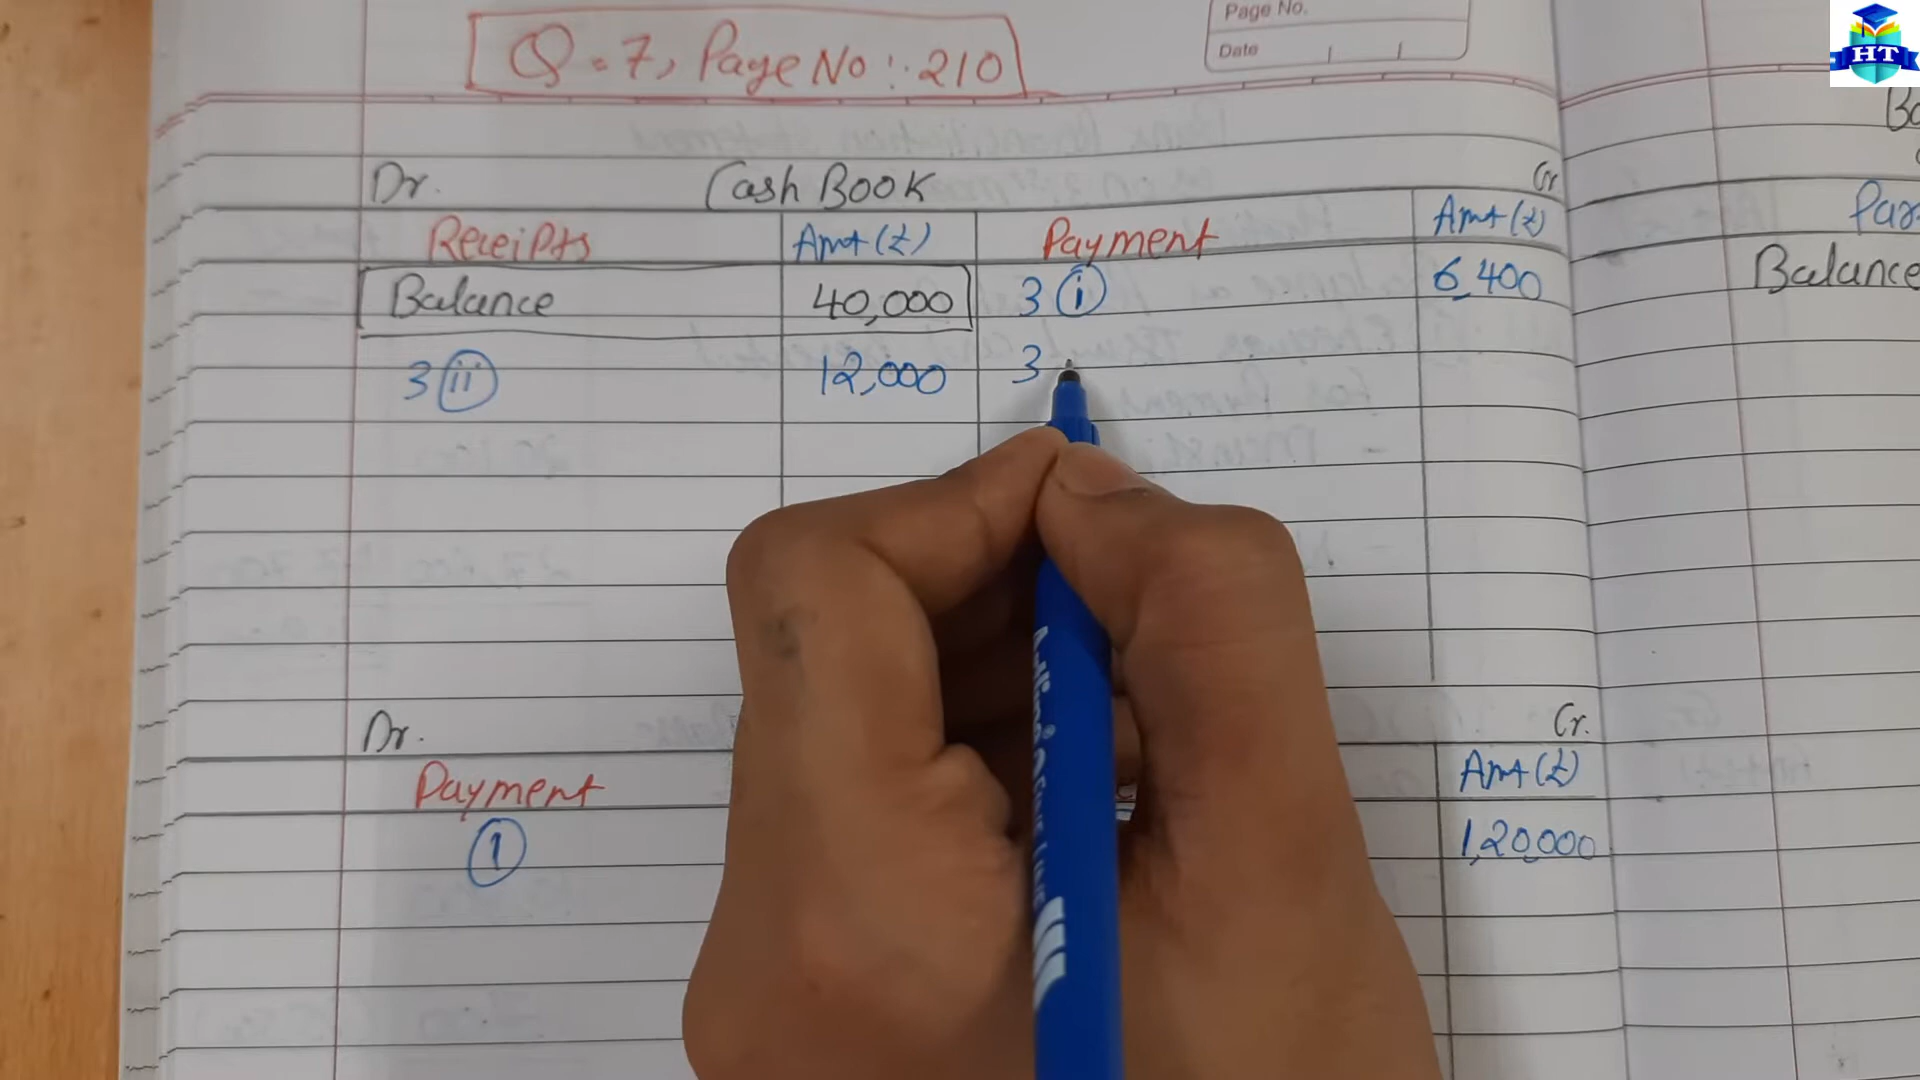 HT
Page No.
Date
Q=7, Page No:-210
Dr. Cash BOOK Cr
Receipts Amt (₹) Payment Amt (₹)
Balance 40,000 3 (i) 6,400
3 (ii) 12,000 3
Balance
Dr. Cr.
Payment Amt (₹)
(1) 1,20,000